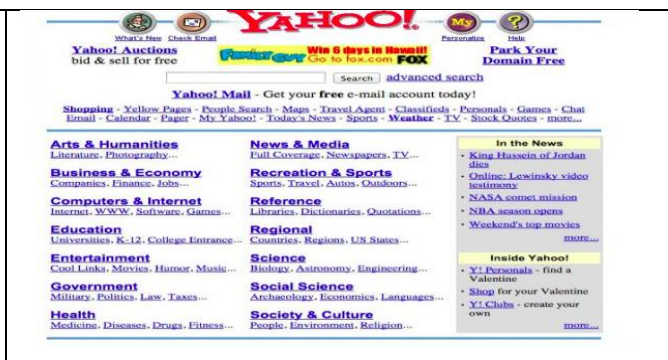 YAHOO!
What's New Check Email Personalize Help
My ?
Yahoo! Auctions
bid & sell for free
FAMILY GUY Win 6 days in Hawaii!
Go to fox.com FOX
Park Your
Domain Free
Search advanced search
Yahoo! Mail - Get your free e-mail account today!
Shopping - Yellow Pages - People Search - Maps - Travel Agent - Classifieds - Personals - Games - Chat
Email - Calendar - Pager - My Yahoo! - Today's News - Sports - Weather - TV - Stock Quotes - more...
Arts & Humanities
Literature, Photography...
Business & Economy
Companies, Finance, Jobs...
Computers & Internet
Internet, WWW, Software, Games...
Education
Universities, K-12, College Entrance...
Entertainment
Cool Links, Movies, Humor, Music...
Government
Military, Politics, Law, Taxes...
Health
Medicine, Diseases, Drugs, Fitness...
News & Media
Full Coverage, Newspapers, TV...
Recreation & Sports
Sports, Travel, Autos, Outdoors...
Reference
Libraries, Dictionaries, Quotations...
Regional
Countries, Regions, US States...
Science
Biology, Astronomy, Engineering...
Social Science
Archaeology, Economics, Languages...
Society & Culture
People, Environment, Religion...
In the News
· King Hussein of Jordan
dies
· Online: Lewinsky video
testimony
· NASA comet mission
· NBA season opens
· Weekend's top movies
more...
Inside Yahoo!
· Y! Personals - find a
Valentine
· Shop for your Valentine
· Y! Clubs - create your
own
more...